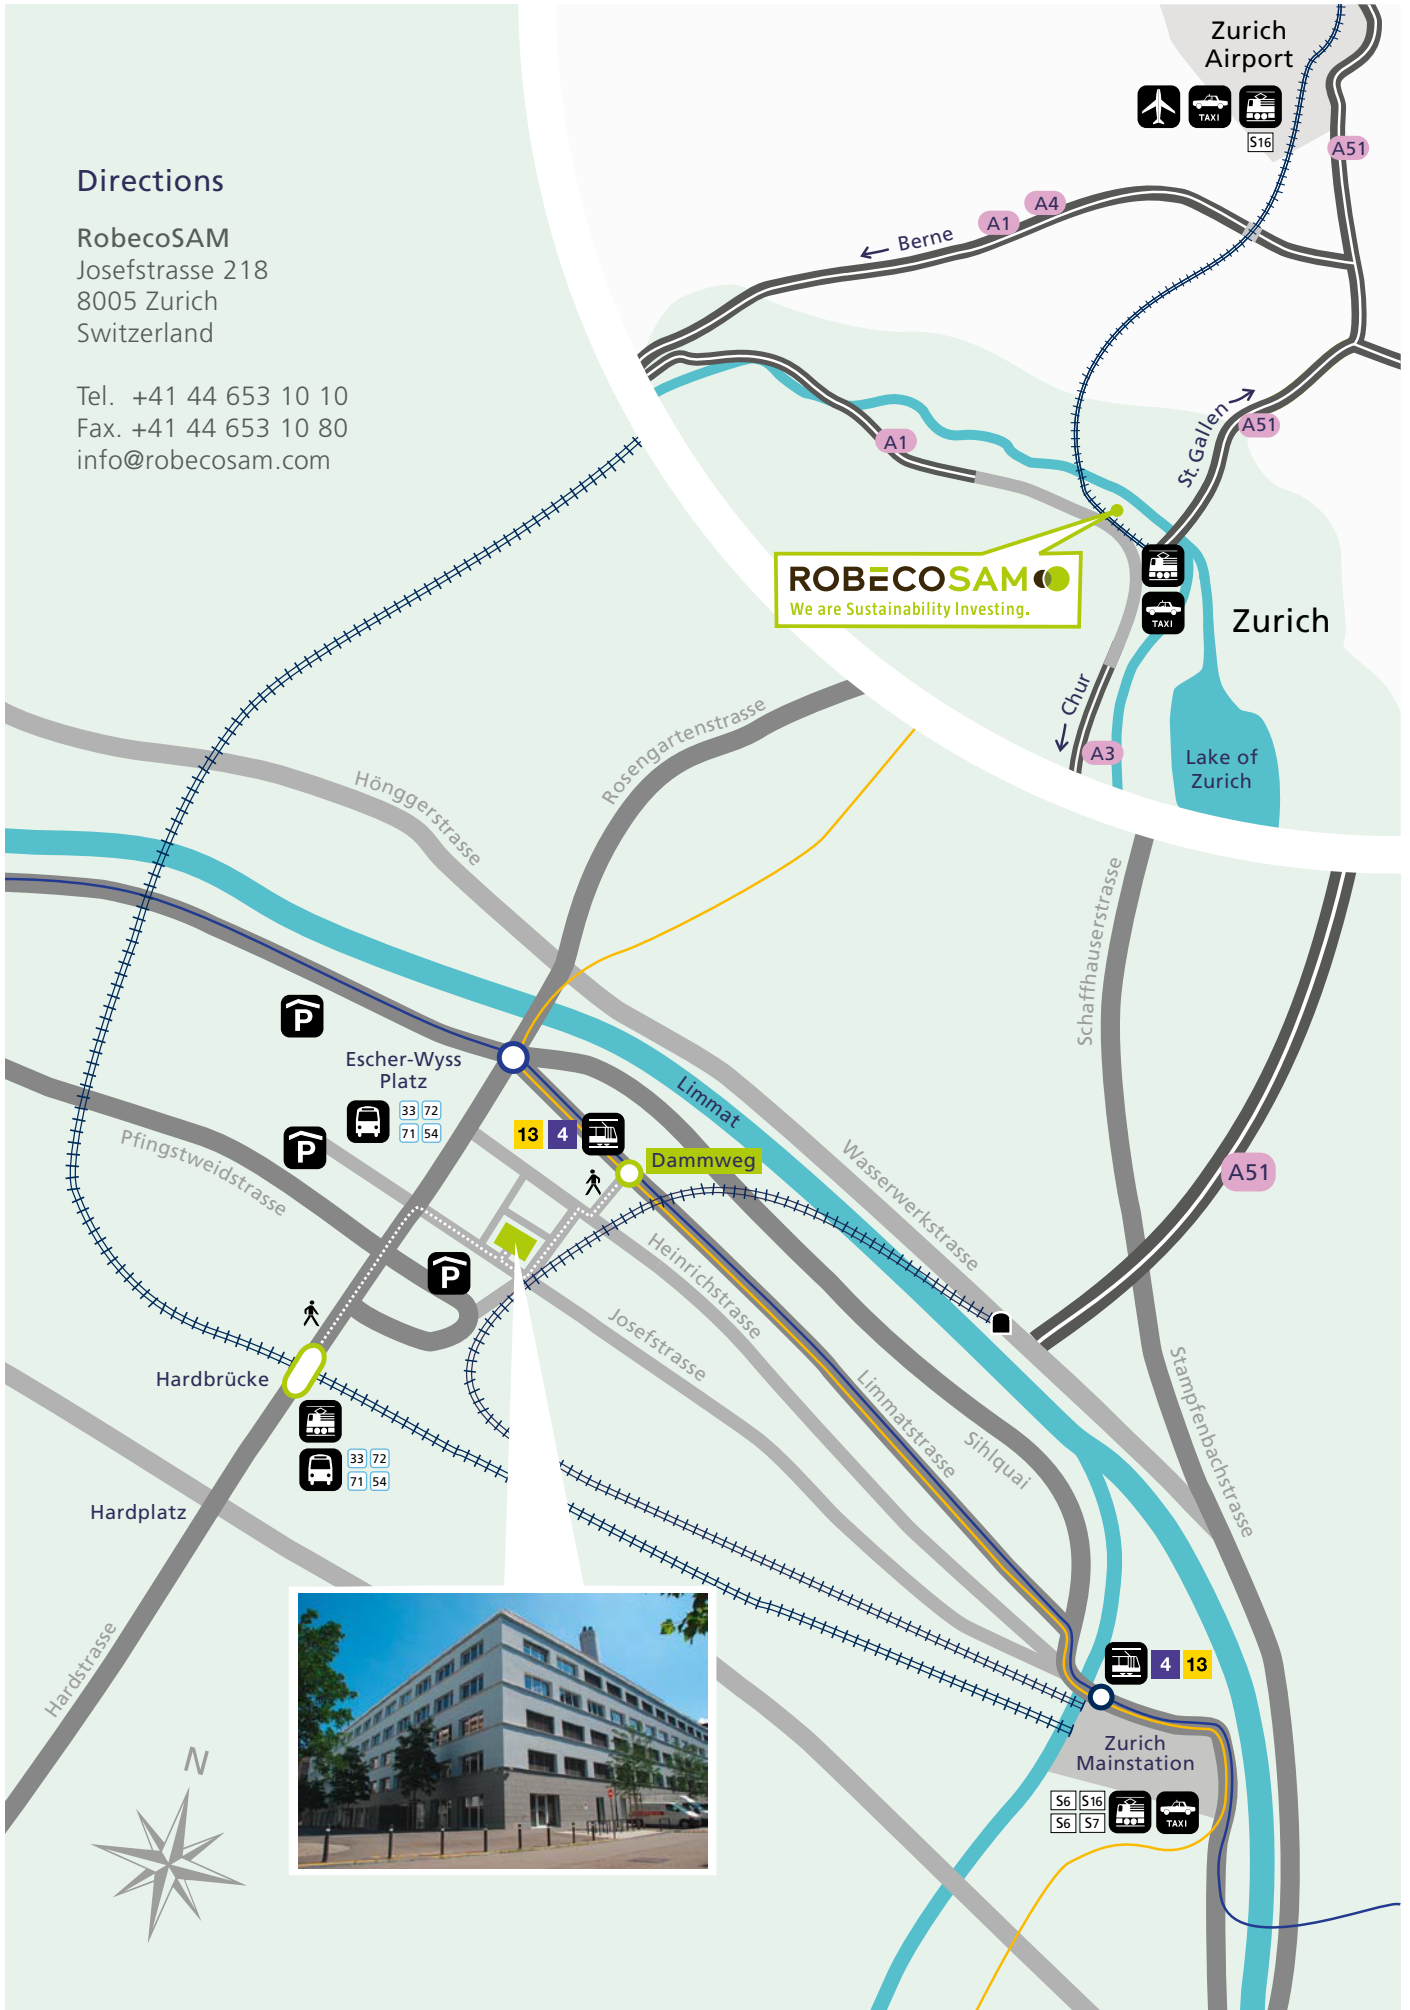 Zurich
Airport
TAXI
S16
A51
Directions
RobecoSAM
Josefstrasse 218
8005 Zurich
Switzerland
Tel. +41 44 653 10 10
Fax. +41 44 653 10 80
info@robecosam.com
A4
A1
Berne
A1
St. Gallen
A51
ROBECOSAM
We are Sustainability Investing.
TAXI
Zurich
Chur
A3
Lake of
Zurich
Rosengartenstrasse
Hönggerstrasse
Schaffhauserstrasse
P
Escher-Wyss
Platz
33 72
71 54
13 4
Limmat
P
Pfingstweidstrasse
Dammweg
Wasserwerkstrasse
A51
P
Heinrichstrasse
Josefstrasse
Hardbrücke
33 72
71 54
Limmatstrasse
Sihlquai
Stampfenbachstrasse
Hardplatz
Hardstrasse
4 13
Zurich
Mainstation
S6 S16
S6 S7
TAXI
N